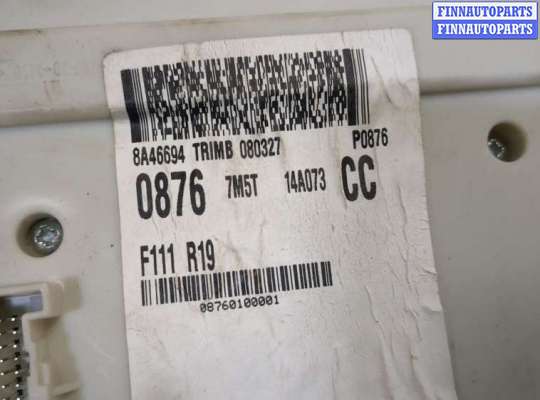 FINNAUTOPARTS
FINNAUTOPARTS
8A46694 TRIMB 080327 P0876
0876 7M5T 14A073 CC
F111 R19
08760100001